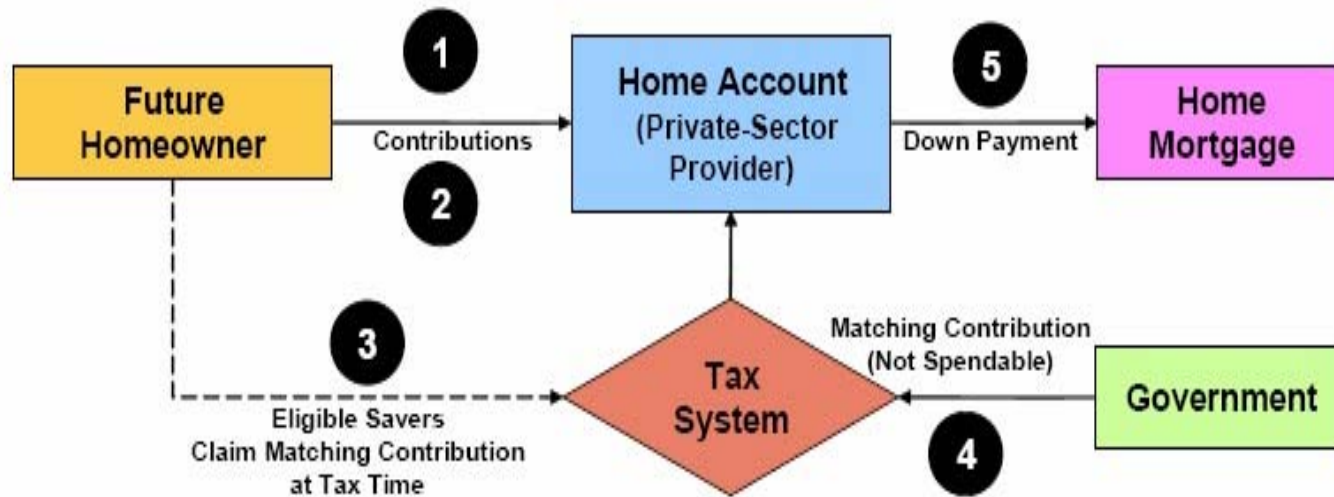 1
Future
Homeowner
Contributions
2
Home Account
(Private-Sector
Provider)
5
Down Payment
Home
Mortgage
3
Eligible Savers
Claim Matching Contribution
at Tax Time
Tax
System
Matching Contribution
(Not Spendable)
4
Government